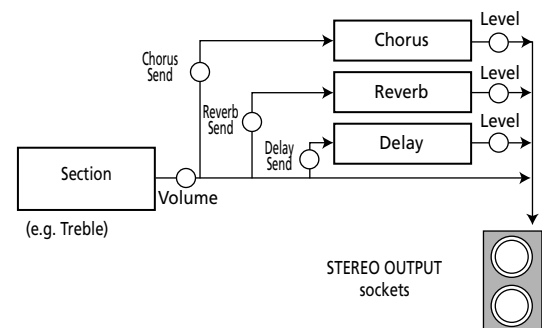 Level
Chorus
Chorus
Send
Level
Reverb
Reverb
Send
Level
Delay
Delay
Send
Section
Volume
(e.g. Treble)
STEREO OUTPUT
sockets